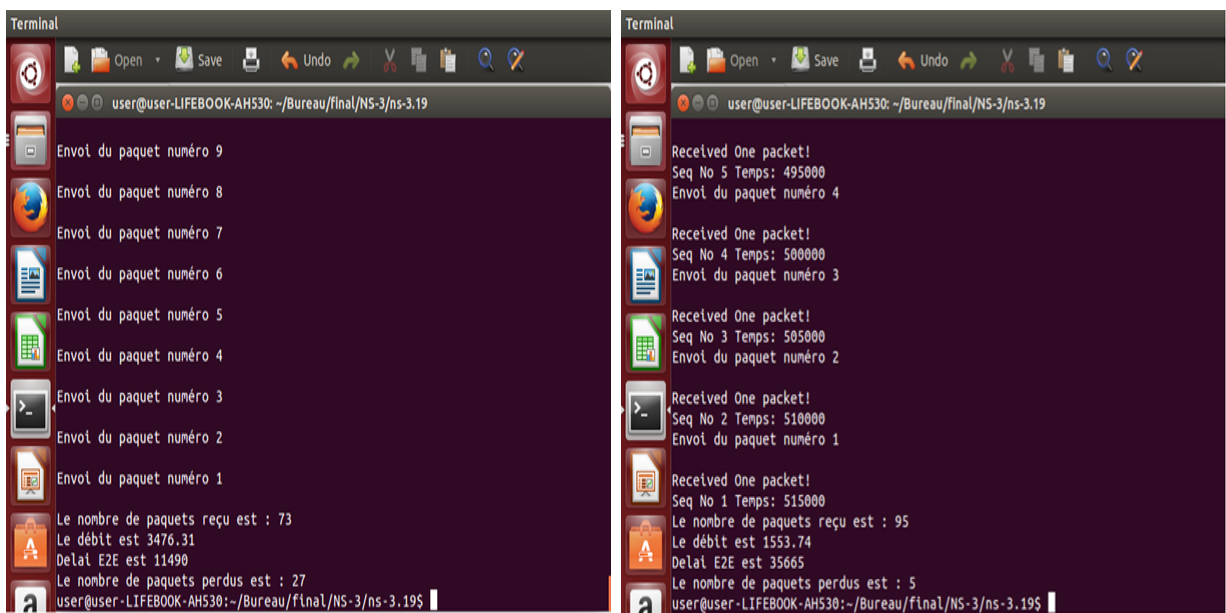 Terminal
Open Save Undo
user@user-LIFEBOOK-AH530: ~/Bureau/final/NS-3/ns-3.19
Envoi du paquet numéro 9
Envoi du paquet numéro 8
Envoi du paquet numéro 7
Envoi du paquet numéro 6
Envoi du paquet numéro 5
Envoi du paquet numéro 4
Envoi du paquet numéro 3
Envoi du paquet numéro 2
Envoi du paquet numéro 1
Le nombre de paquets reçu est : 73
Le débit est 3476.31
Delai E2E est 11490
Le nombre de paquets perdus est : 27
user@user-LIFEBOOK-AH530:~/Bureau/final/NS-3/ns-3.19$
Terminal
Open Save Undo
user@user-LIFEBOOK-AH530: ~/Bureau/final/NS-3/ns-3.19
Received One packet!
Seq No 5 Temps: 495000
Envoi du paquet numéro 4
Received One packet!
Seq No 4 Temps: 500000
Envoi du paquet numéro 3
Received One packet!
Seq No 3 Temps: 505000
Envoi du paquet numéro 2
Received One packet!
Seq No 2 Temps: 510000
Envoi du paquet numéro 1
Received One packet!
Seq No 1 Temps: 515000
Le nombre de paquets reçu est : 95
Le débit est 1553.74
Delai E2E est 35665
Le nombre de paquets perdus est : 5
user@user-LIFEBOOK-AH530:~/Bureau/final/NS-3/ns-3.19$